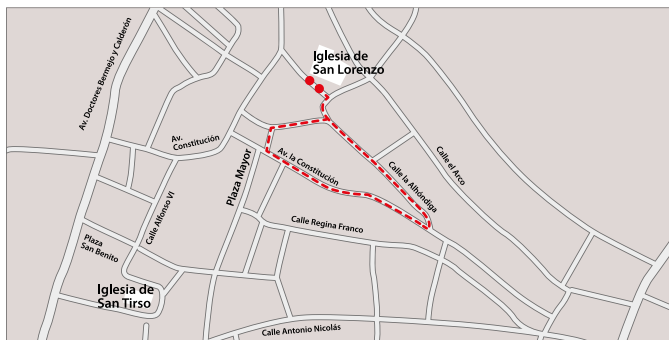 Av. Doctores Bermejo y Calderón
Iglesia de
San Lorenzo
Av.
Constitución
Plaza Mayor
Av. la Constitución
Calle la Alhóndiga
Calle el Arco
Calle Alfonso VI
Calle Regina Franco
Plaza
San Benito
Iglesia de
San Tirso
Calle Antonio Nicolás